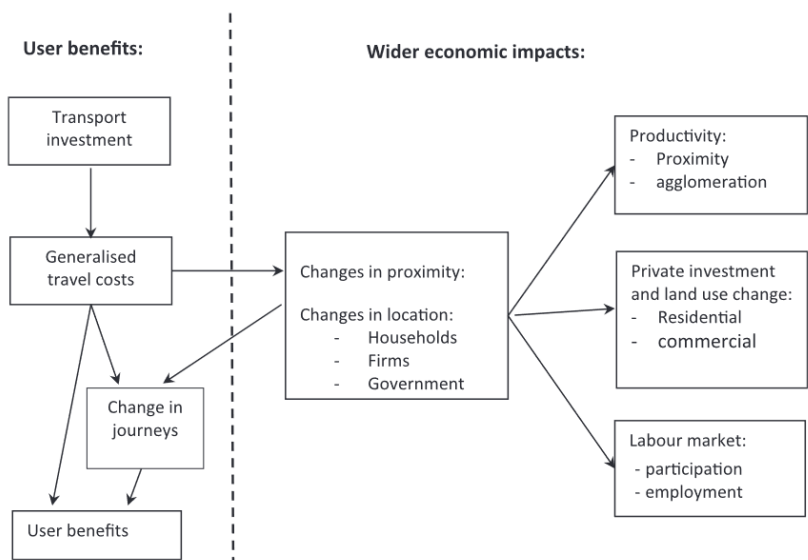 User benefits:
Wider economic impacts:
Transport
investment
Generalised
travel costs
Change in
journeys
User benefits
Changes in proximity:
Changes in location:
- Households
- Firms
- Government
Productivity:
- Proximity
- agglomeration
Private investment
and land use change:
- Residential
- commercial
Labour market:
- participation
- employment